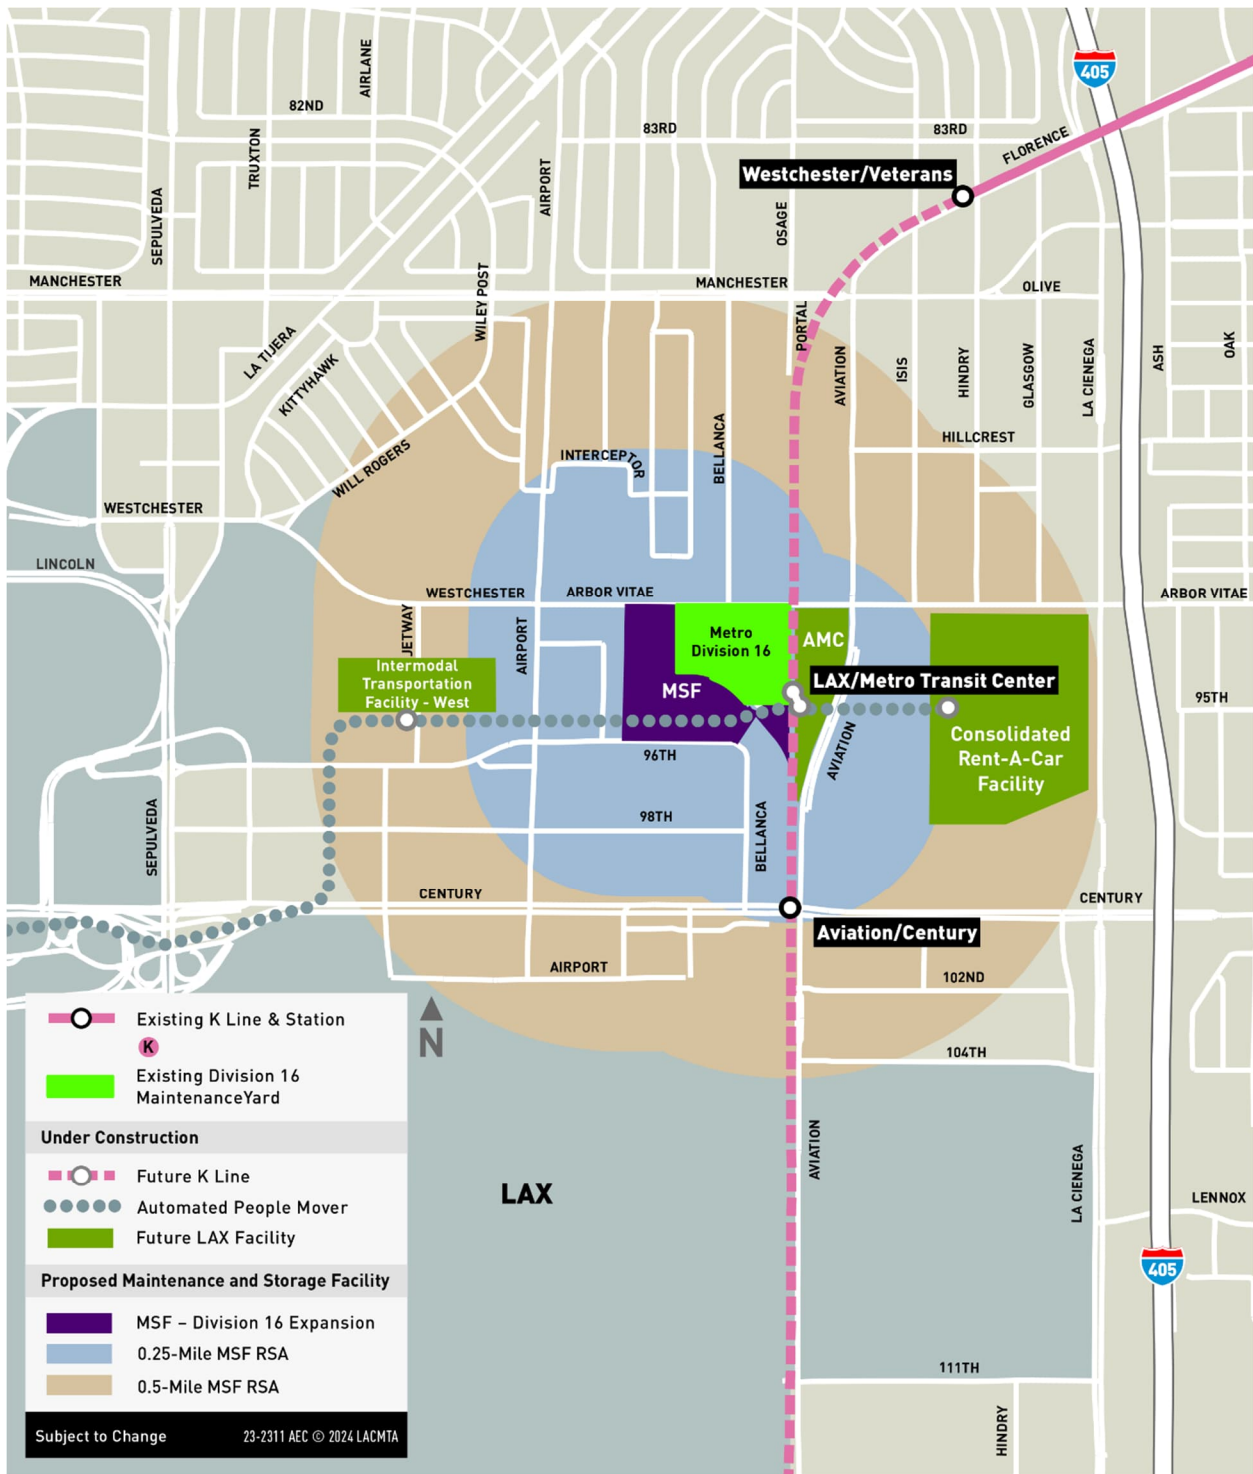 405
AIRLANE
82ND
83RD
83RD
FLORENCE
TRUXTON
AIRPORT
Westchester/Veterans
SEPULVEDA
OSAGE
MANCHESTER
MANCHESTER
OLIVE
WILEY POST
PORTAL
LA TIJERA
KITTYHAWK
AVIATION
ISIS
HINDRY
GLASGOW
LA CIENEGA
ASH
OAK
BELLANCA
HILLCREST
INTERCEPTOR
WILL ROGERS
WESTCHESTER
LINCOLN
WESTCHESTER
ARBOR VITAE
ARBOR VITAE
JETWAY
AIRPORT
Metro
Division 16
AMC
Intermodal
Transportation
Facility - West
MSF
LAX/Metro Transit Center
95TH
Consolidated
Rent-A-Car
Facility
96TH
AVIATION
98TH
BELLANCA
SEPULVEDA
CENTURY
CENTURY
Aviation/Century
AIRPORT
102ND
N
104TH
AVIATION
LA CIENEGA
LAX
LENNOX
405
111TH
HINDRY
Existing K Line & Station
K
Existing Division 16
MaintenanceYard
Under Construction
Future K Line
Automated People Mover
Future LAX Facility
Proposed Maintenance and Storage Facility
MSF – Division 16 Expansion
0.25-Mile MSF RSA
0.5-Mile MSF RSA
Subject to Change
23-2311 AEC © 2024 LACMTA